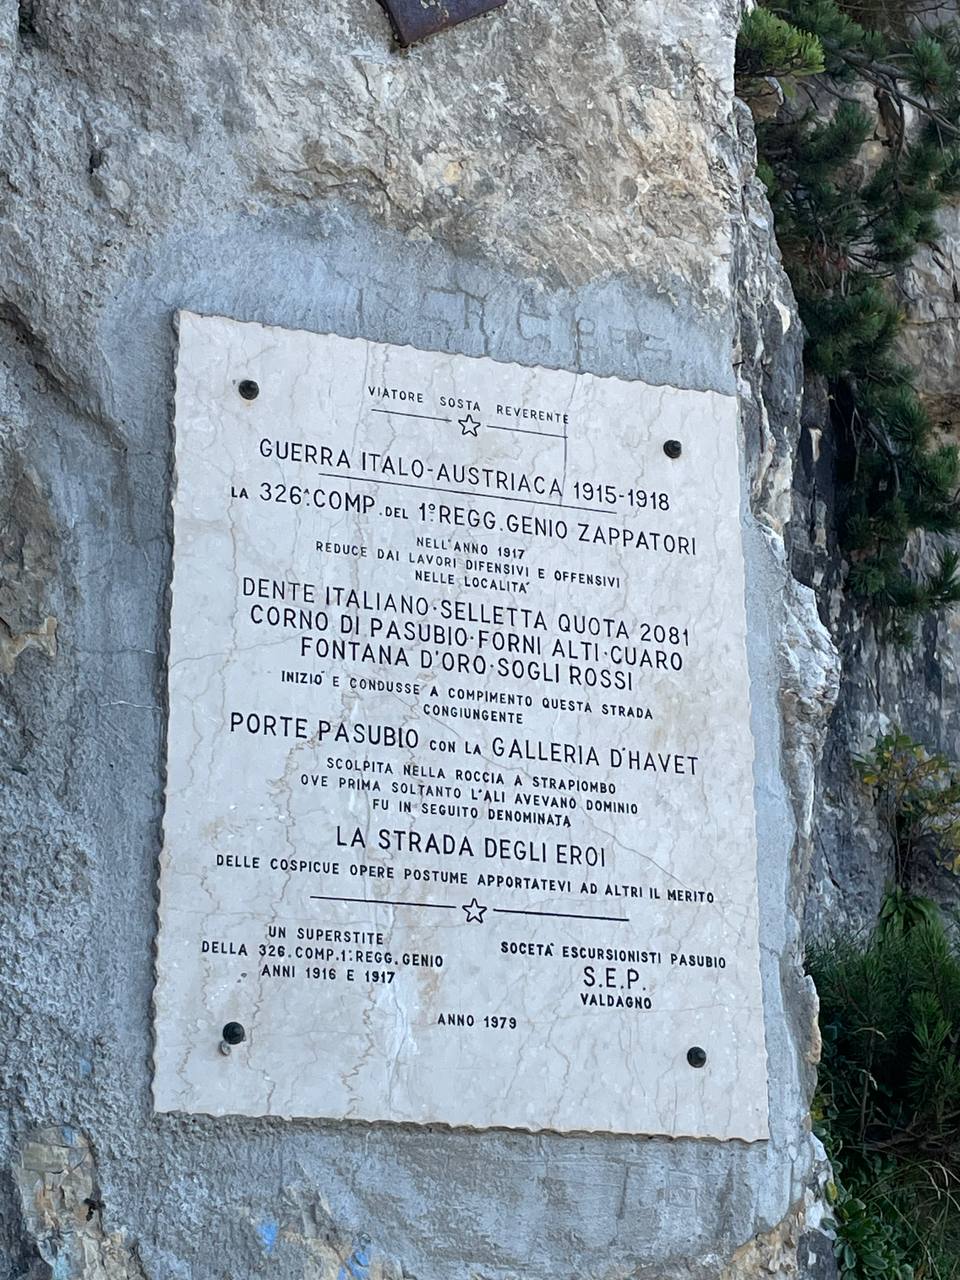 VIATORE SOSTA REVERENTE
GUERRA ITALO-AUSTRIACA 1915-1918
LA 326ª COMP. DEL 1º REGG. GENIO ZAPPATORI
NELL'ANNO 1917
REDUCE DAI LAVORI DIFENSIVI E OFFENSIVI
NELLE LOCALITA'
DENTE ITALIANO·SELLETTA QUOTA 2081
CORNO DI PASUBIO·FORNI ALTI·CUARO
FONTANA D'ORO·SOGLI ROSSI
INIZIO' E CONDUSSE A COMPIMENTO QUESTA STRADA
CONGIUNGENTE
PORTE PASUBIO CON LA GALLERIA D'HAVET
SCOLPITA NELLA ROCCIA A STRAPIOMBO
OVE PRIMA SOLTANTO L'ALI AVEVANO DOMINIO
FU IN SEGUITO DENOMINATA
LA STRADA DEGLI EROI
DELLE COSPICUE OPERE POSTUME APPORTATEVI AD ALTRI IL MERITO
UN SUPERSTITE
DELLA 326.COMP.1º.REGG.GENIO
ANNI 1916 E 1917
SOCETA' ESCURSIONISTI PASUBIO
S.E.P.
VALDAGNO
ANNO 1979